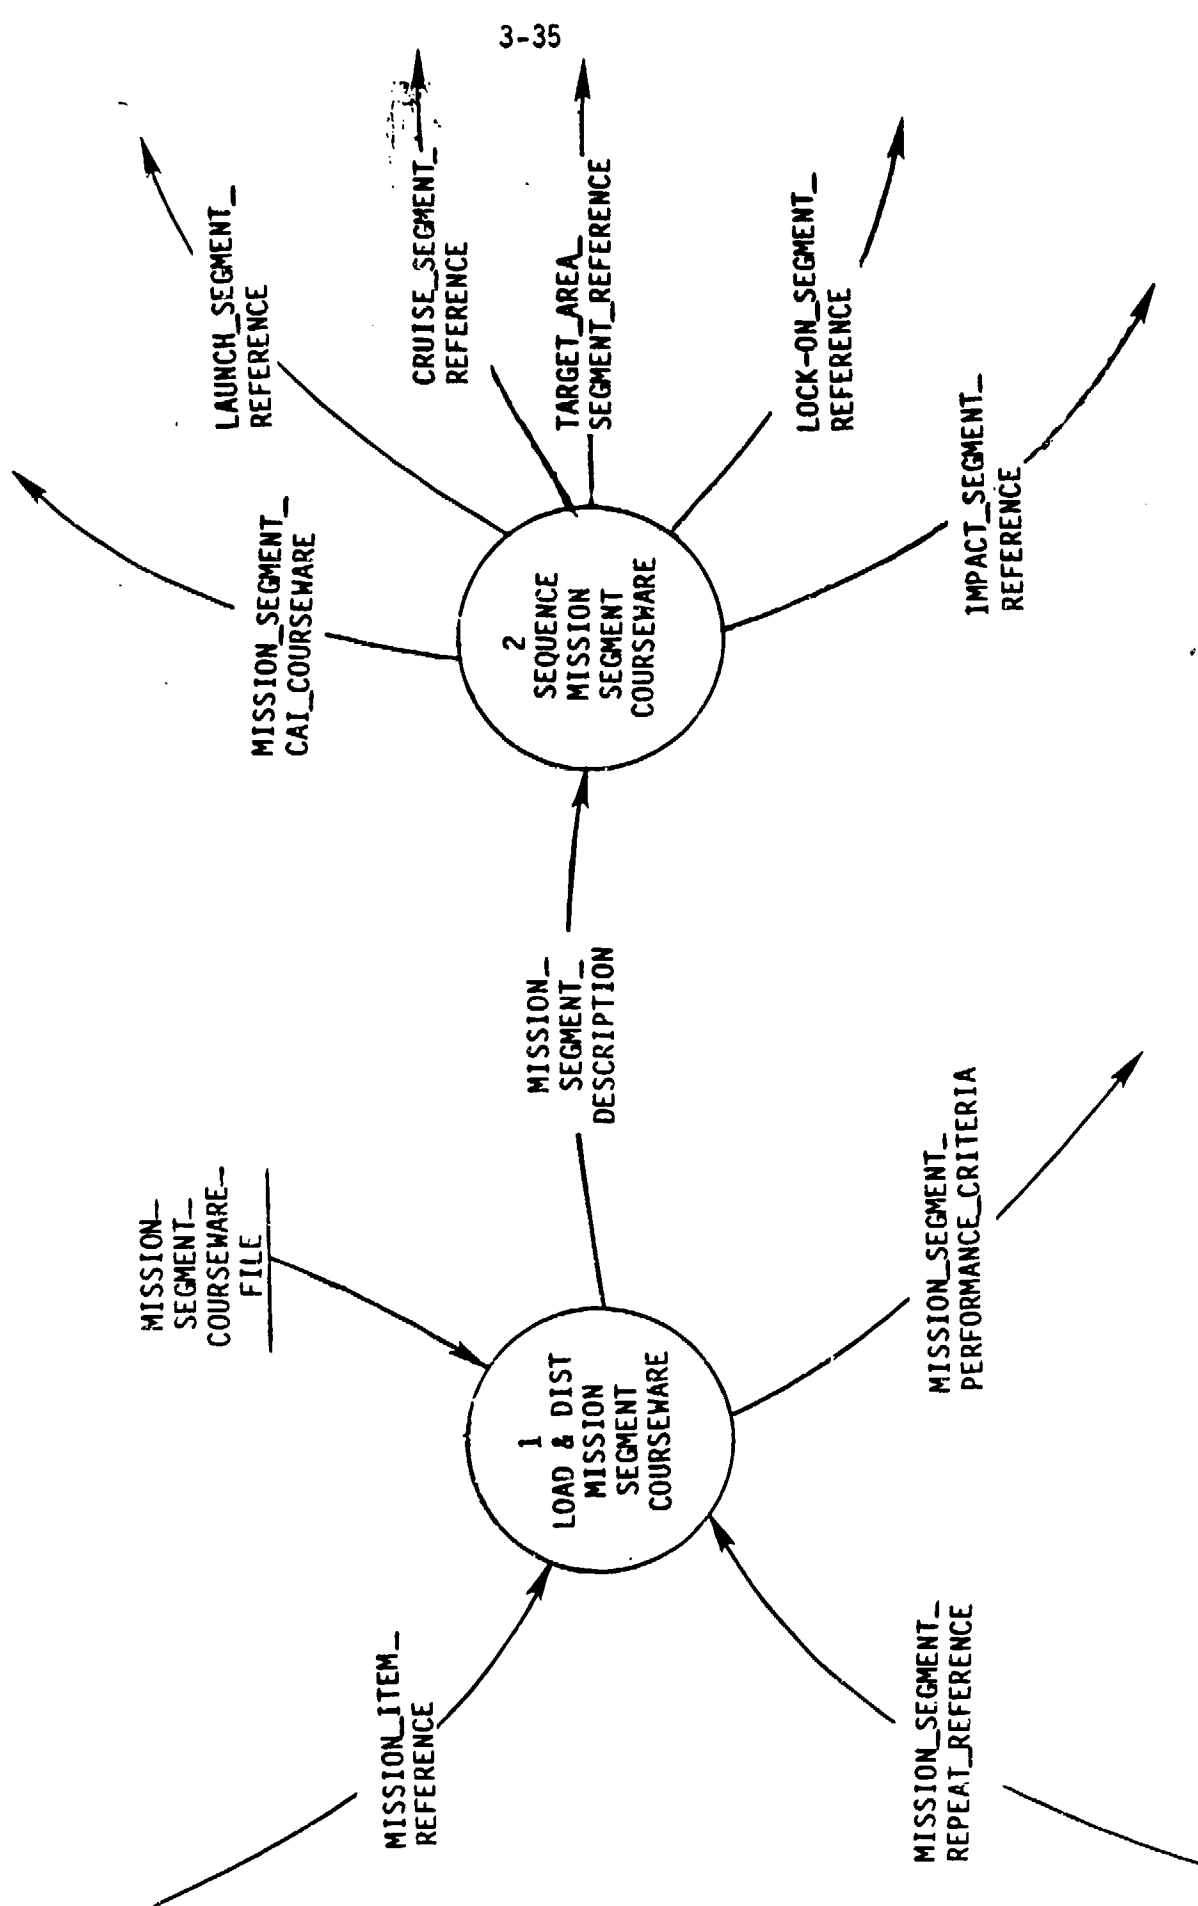 3-35
MISSION_ITEM_
REFERENCE
MISSION_SEGMENT_
REPEAT_REFERENCE
MISSION_
SEGMENT_
COURSEWARE_
FILE
1
LOAD & DIST
MISSION
SEGMENT
COURSEWARE
MISSION_SEGMENT_
PERFORMANCE_CRITERIA
MISSION_
SEGMENT_
DESCRIPTION
2
SEQUENCE
MISSION
SEGMENT
COURSEWARE
MISSION_SEGMENT_
CAI_COURSEWARE
LAUNCH_SEGMENT_
REFERENCE
CRUISE_SEGMENT_
REFERENCE
TARGET_AREA_
SEGMENT_REFERENCE
LOCK-ON_SEGMENT_
REFERENCE
IMPACT_SEGMENT_
REFERENCE